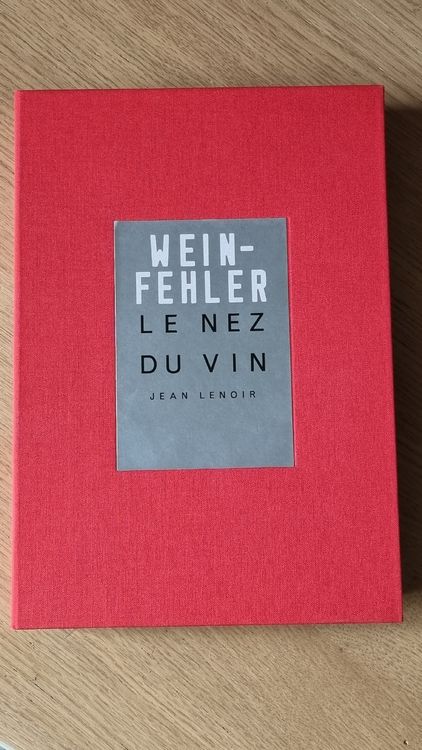 WEIN-
FEHLER
LE NEZ
DU VIN
JEAN LENOIR